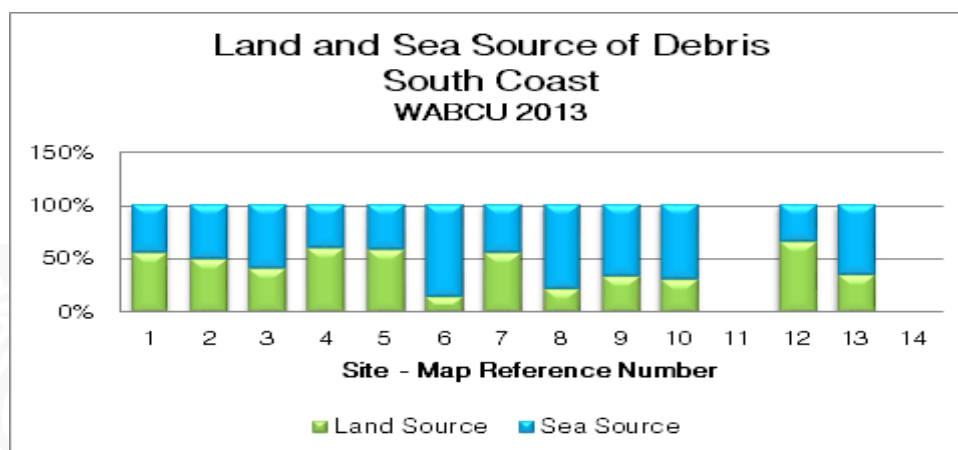 Land and Sea Source of Debris
South Coast
WABCU 2013
150%
100%
50%
0%
1 2 3 4 5 6 7 8 9 10 11 12 13 14
Site - Map Reference Number
Land Source Sea Source